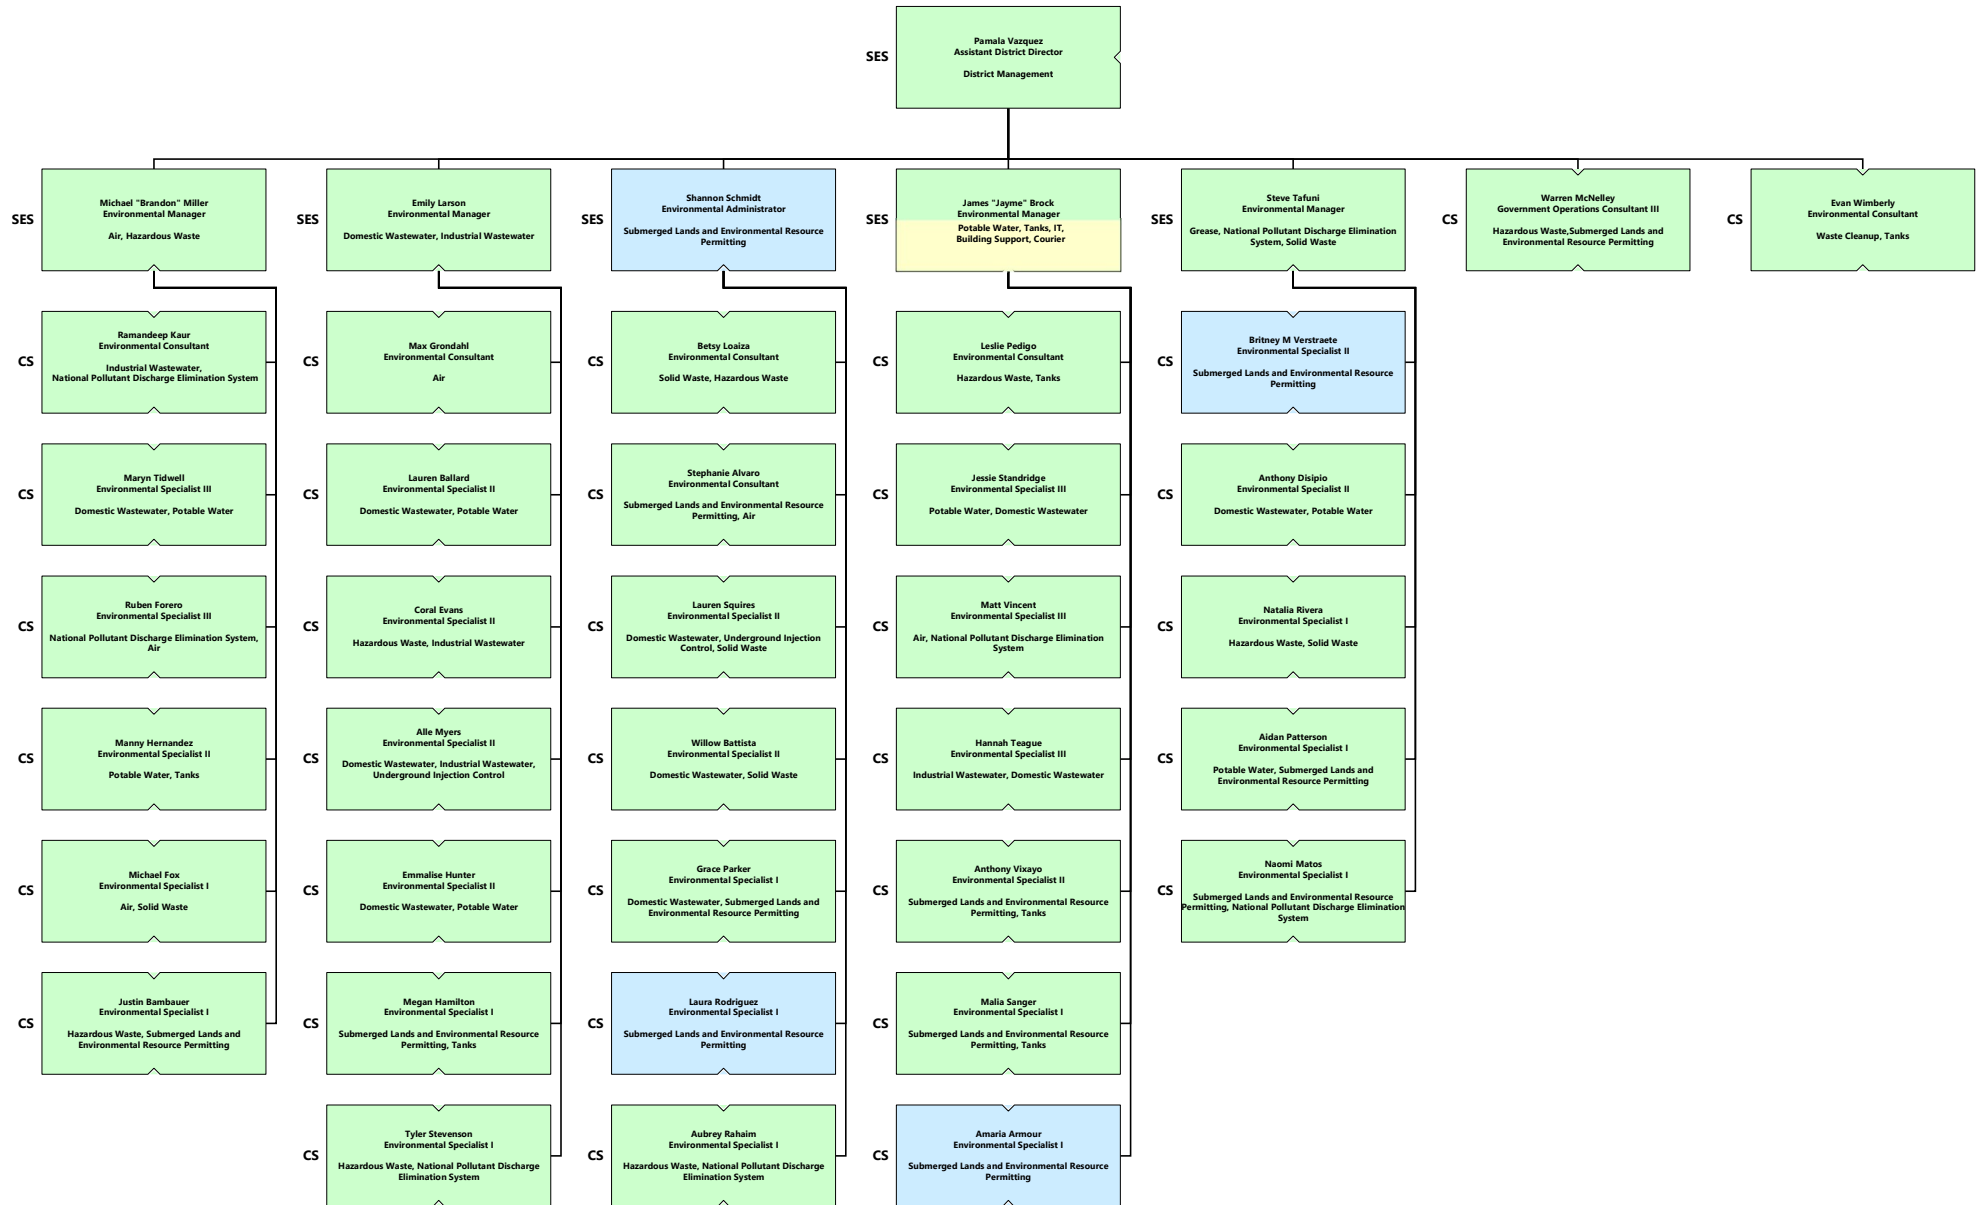 SES
Pamala Vazquez
Assistant District Director
District Management
SES
Michael "Brandon" Miller
Environmental Manager
Air, Hazardous Waste
SES
Emily Larson
Environmental Manager
Domestic Wastewater, Industrial Wastewater
SES
Shannon Schmidt
Environmental Administrator
Submerged Lands and Environmental Resource
Permitting
SES
James "Jayme" Brock
Environmental Manager
Potable Water, Tanks, IT,
Building Support, Courier
SES
Steve Tafuni
Environmental Manager
Grease, National Pollutant Discharge Elimination
System, Solid Waste
CS
Warren McNelley
Government Operations Consultant III
Hazardous Waste,Submerged Lands and
Environmental Resource Permitting
CS
Evan Wimberly
Environmental Consultant
Waste Cleanup, Tanks
CS
Ramandeep Kaur
Environmental Consultant
Industrial Wastewater,
National Pollutant Discharge Elimination System
CS
Max Grondahl
Environmental Consultant
Air
CS
Betsy Loaiza
Environmental Consultant
Solid Waste, Hazardous Waste
CS
Leslie Pedigo
Environmental Consultant
Hazardous Waste, Tanks
CS
Britney M Verstraete
Environmental Specialist II
Submerged Lands and Environmental Resource
Permitting
CS
Maryn Tidwell
Environmental Specialist III
Domestic Wastewater, Potable Water
CS
Lauren Ballard
Environmental Specialist II
Domestic Wastewater, Potable Water
CS
Stephanie Alvaro
Environmental Consultant
Submerged Lands and Environmental Resource
Permitting, Air
CS
Jessie Standridge
Environmental Specialist III
Potable Water, Domestic Wastewater
CS
Anthony Disipio
Environmental Specialist II
Domestic Wastewater, Potable Water
CS
Ruben Forero
Environmental Specialist III
National Pollutant Discharge Elimination System,
Air
CS
Coral Evans
Environmental Specialist II
Hazardous Waste, Industrial Wastewater
CS
Lauren Squires
Environmental Specialist II
Domestic Wastewater, Underground Injection
Control, Solid Waste
CS
Matt Vincent
Environmental Specialist III
Air, National Pollutant Discharge Elimination
System
CS
Natalia Rivera
Environmental Specialist I
Hazardous Waste, Solid Waste
CS
Manny Hernandez
Environmental Specialist II
Potable Water, Tanks
CS
Alle Myers
Environmental Specialist II
Domestic Wastewater, Industrial Wastewater,
Underground Injection Control
CS
Willow Battista
Environmental Specialist II
Domestic Wastewater, Solid Waste
CS
Hannah Teague
Environmental Specialist III
Industrial Wastewater, Domestic Wastewater
CS
Aidan Patterson
Environmental Specialist I
Potable Water, Submerged Lands and
Environmental Resource Permitting
CS
Michael Fox
Environmental Specialist I
Air, Solid Waste
CS
Emmalise Hunter
Environmental Specialist II
Domestic Wastewater, Potable Water
CS
Grace Parker
Environmental Specialist I
Domestic Wastewater, Submerged Lands and
Environmental Resource Permitting
CS
Anthony Vixayo
Environmental Specialist II
Submerged Lands and Environmental Resource
Permitting, Tanks
CS
Naomi Matos
Environmental Specialist I
Submerged Lands and Environmental Resource
Permitting, National Pollutant Discharge Elimination
System
CS
Justin Bambauer
Environmental Specialist I
Hazardous Waste, Submerged Lands and
Environmental Resource Permitting
CS
Megan Hamilton
Environmental Specialist I
Submerged Lands and Environmental Resource
Permitting, Tanks
CS
Laura Rodriguez
Environmental Specialist I
Submerged Lands and Environmental Resource
Permitting
CS
Malia Sanger
Environmental Specialist I
Submerged Lands and Environmental Resource
Permitting, Tanks
CS
Tyler Stevenson
Environmental Specialist I
Hazardous Waste, National Pollutant Discharge
Elimination System
CS
Aubrey Rahaim
Environmental Specialist I
Hazardous Waste, National Pollutant Discharge
Elimination System
CS
Amaria Armour
Environmental Specialist I
Submerged Lands and Environmental Resource
Permitting